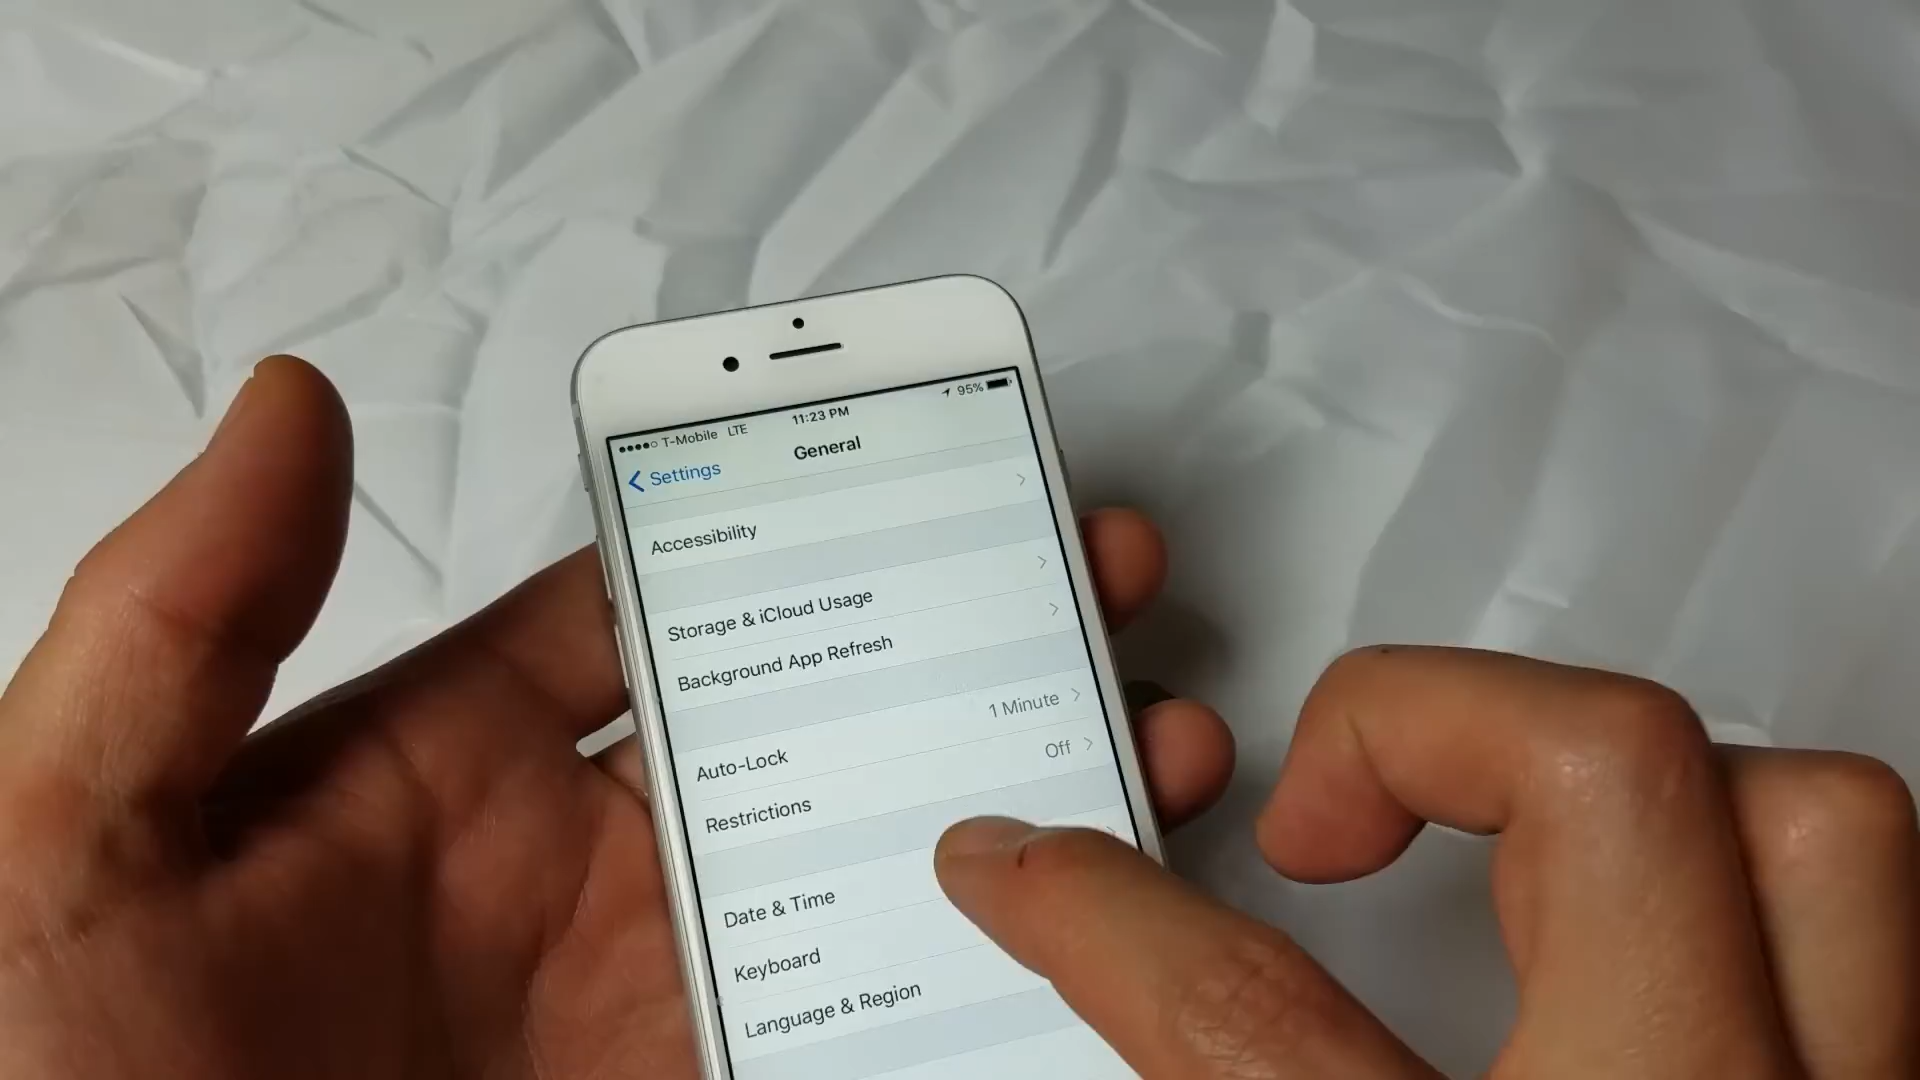 T-Mobile LTE 11:23 PM 95%
Settings General
Accessibility
Storage & iCloud Usage
Background App Refresh
Auto-Lock 1 Minute
Restrictions Off
Date & Time
Keyboard
Language & Region